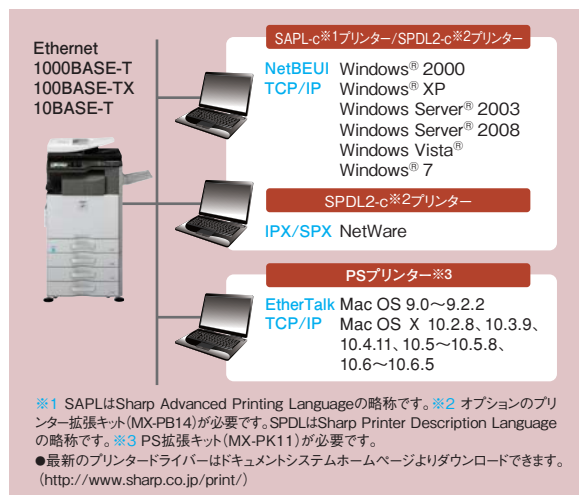 Ethernet
1000BASE-T
100BASE-TX
10BASE-T
SAPL-c※1プリンター/SPDL2-c※2プリンター
NetBEUI Windows® 2000
TCP/IP Windows® XP
Windows Server® 2003
Windows Server® 2008
Windows Vista®
Windows® 7
SPDL2-c※2プリンター
IPX/SPX NetWare
PSプリンター※3
EtherTalk Mac OS 9.0〜9.2.2
TCP/IP Mac OS X 10.2.8、10.3.9、
10.4.11、10.5〜10.5.8、
10.6〜10.6.5
※1 SAPLはSharp Advanced Printing Languageの略称です。※2 オプションのプリ
ンター拡張キット(MX-PB14)が必要です。SPDLはSharp Printer Description Language
の略称です。※3 PS拡張キット(MX-PK11)が必要です。
●最新のプリンタードライバーはドキュメントシステムホームページよりダウンロードできます。
(http://www.sharp.co.jp/print/)